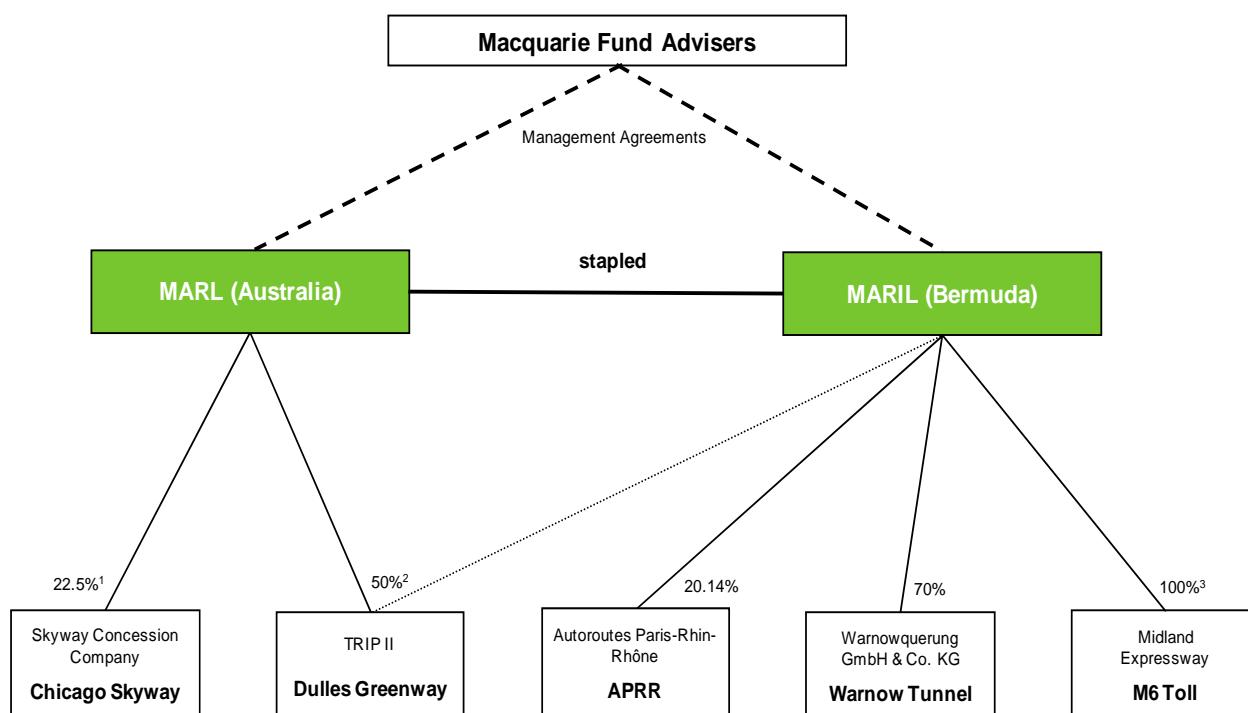 Macquarie Fund Advisers
Management Agreements
stapled
MARL (Australia)
MARIL (Bermuda)
22.5%¹
50%²
20.14%
70%
100%³
Skyway Concession
Company
Chicago Skyway
TRIP II
Dulles Greenway
Autoroutes Paris-Rhin-
Rhône
APRR
Warnowquerung
GmbH & Co. KG
Warnow Tunnel
Midland
Expressway
M6 Toll